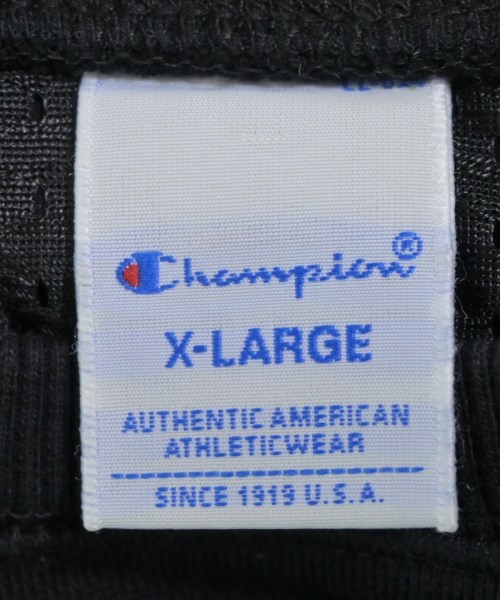 Champion®
X-LARGE
AUTHENTIC AMERICAN
ATHLETICWEAR
SINCE 1919 U.S.A.